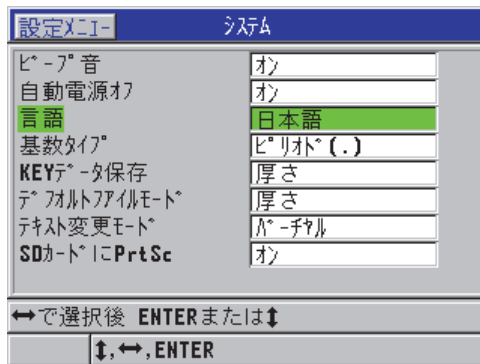 設定ﾒﾆｭｰ ｼｽﾃﾑ
ﾋﾞｰﾌﾟ音 ｵﾝ
自動電源ｵﾌ ｵﾝ
言語 日本語
基数ﾀｲﾌﾟ ﾋﾟﾘｵﾄﾞ(.)
KEYﾃﾞｰﾀ保存 厚さ
ﾃﾞﾌｫﾙﾄﾌｧｲﾙﾓｰﾄﾞ 厚さ
ﾃｷｽﾄ変更ﾓｰﾄﾞ ﾊﾞｰﾁｬﾙ
SDｶｰﾄﾞにPrtSc ｵﾝ
↔で選択後 ENTERまたは↕
↕,↔,ENTER